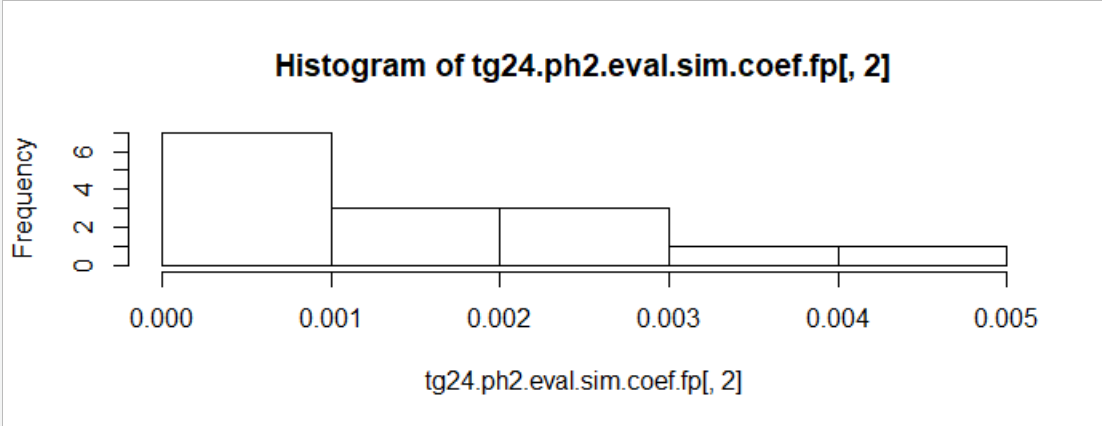 Histogram of tg24.ph2.eval.sim.coef.fp[, 2]
Frequency
6
4
2
0
0.000 0.001 0.002 0.003 0.004 0.005
tg24.ph2.eval.sim.coef.fp[, 2]